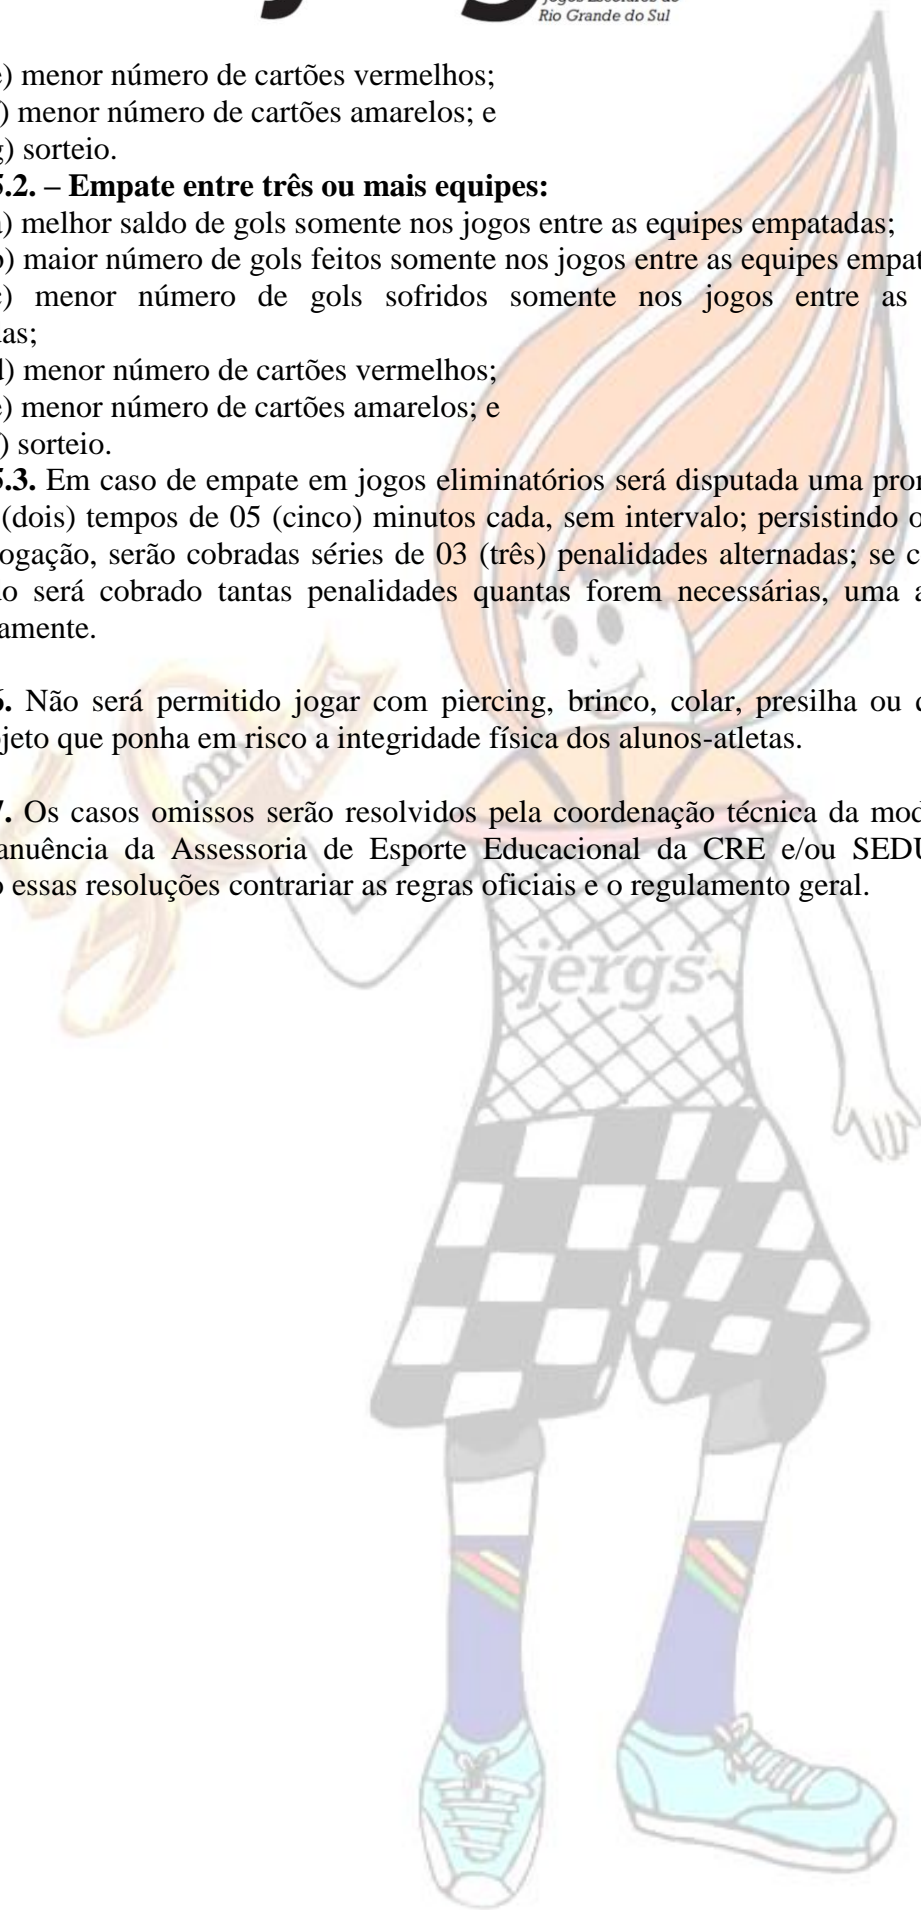 Rio Grande do Sul
) menor número de cartões vermelhos;
) menor número de cartões amarelos; e
) sorteio.
5.2. – Empate entre três ou mais equipes:
) melhor saldo de gols somente nos jogos entre as equipes empatadas;
) maior número de gols feitos somente nos jogos entre as equipes empat
) menor número de gols sofridos somente nos jogos entre as
as;
) menor número de cartões vermelhos;
) menor número de cartões amarelos; e
) sorteio.
5.3. Em caso de empate em jogos eliminatórios será disputada uma pror
(dois) tempos de 05 (cinco) minutos cada, sem intervalo; persistindo o
ogação, serão cobradas séries de 03 (três) penalidades alternadas; se c
o será cobrado tantas penalidades quantas forem necessárias, uma a
amente.
6. Não será permitido jogar com piercing, brinco, colar, presilha ou
jeto que ponha em risco a integridade física dos alunos-atletas.
7. Os casos omissos serão resolvidos pela coordenação técnica da mod
anuência da Assessoria de Esporte Educacional da CRE e/ou SEDU
o essas resoluções contrariar as regras oficiais e o regulamento geral.
jergs